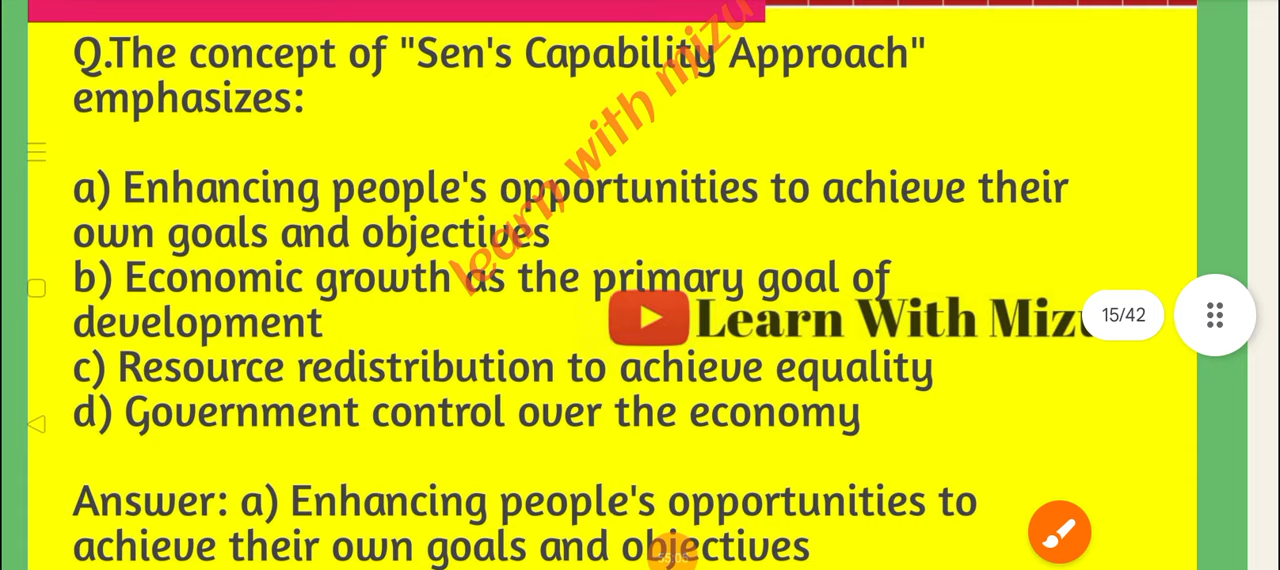 Q.The concept of "Sen's Capability Approach"
emphasizes:
a) Enhancing people's opportunities to achieve their
own goals and objectives
b) Economic growth as the primary goal of
development
c) Resource redistribution to achieve equality
d) Government control over the economy
Answer: a) Enhancing people's opportunities to
achieve their own goals and objectives
learn with mizu
Learn With
15/42
55:08